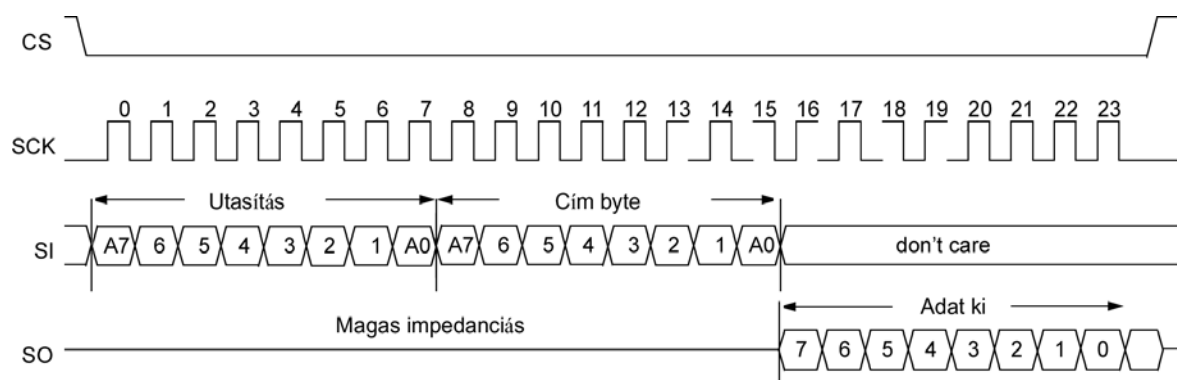 CS
0 1 2 3 4 5 6 7 8 9 10 11 12 13 14 15 16 17 18 19 20 21 22 23
SCK
Utasítás Cím byte
SI A7 6 5 4 3 2 1 A0 A7 6 5 4 3 2 1 A0 don't care
Magas impedanciás Adat ki
SO 7 6 5 4 3 2 1 0